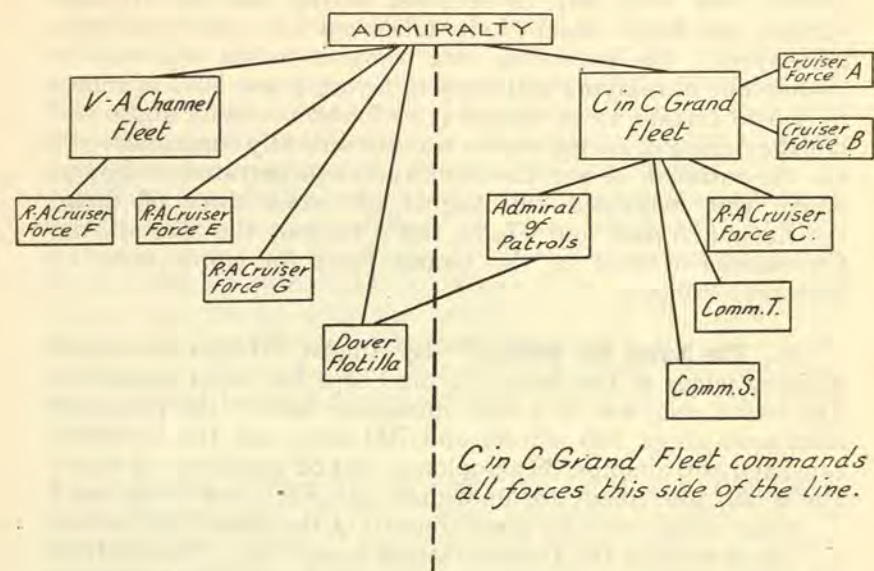 ADMIRALTY
V-A Channel
Fleet
C in C Grand
Fleet
Cruiser
Force A
Cruiser
Force B
R-A Cruiser
Force F
R-A Cruiser
Force E
R-A Cruiser
Force G
Admiral
of
Patrols
R-A Cruiser
Force C.
Dover
Flotilla
Comm. T.
Comm. S.
C in C Grand Fleet commands
all forces this side of the line.